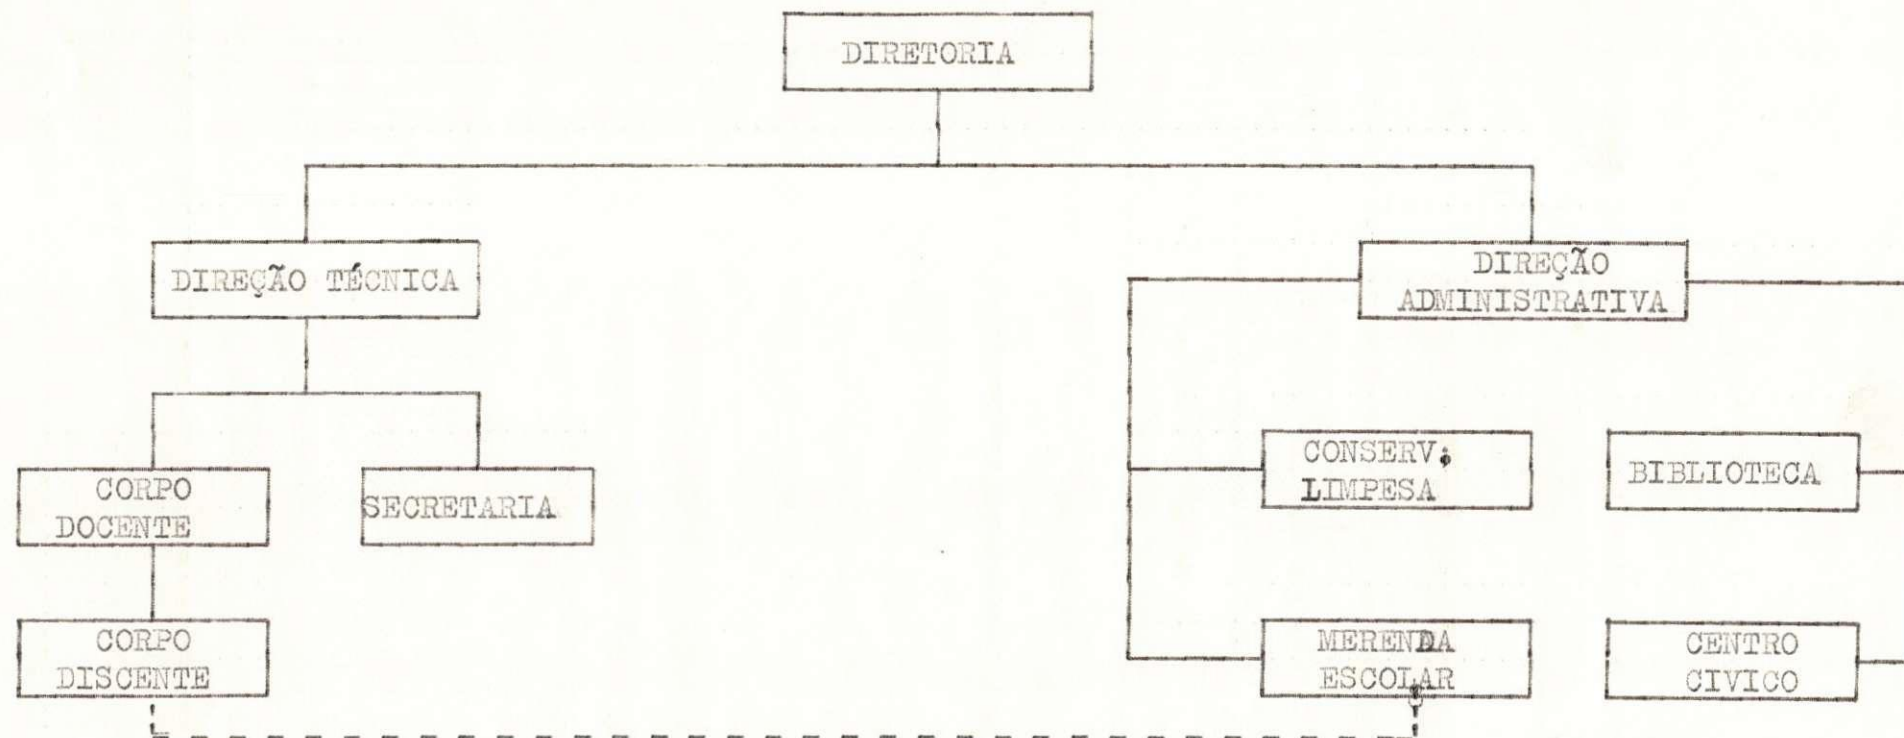 DIRETORIA
DIREÇÃO TÉCNICA
DIREÇÃO
ADMINISTRATIVA
CORPO
DOCENTE
SECRETARIA
CONSERV;
LIMPESA
BIBLIOTECA
CORPO
DISCENTE
MERENDA
ESCOLAR
CENTRO
CIVICO